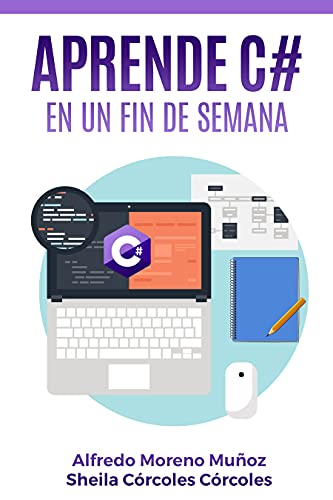 APRENDE C#
EN UN FIN DE SEMANA
C#
Alfredo Moreno Muñoz
Sheila Córcoles Córcoles